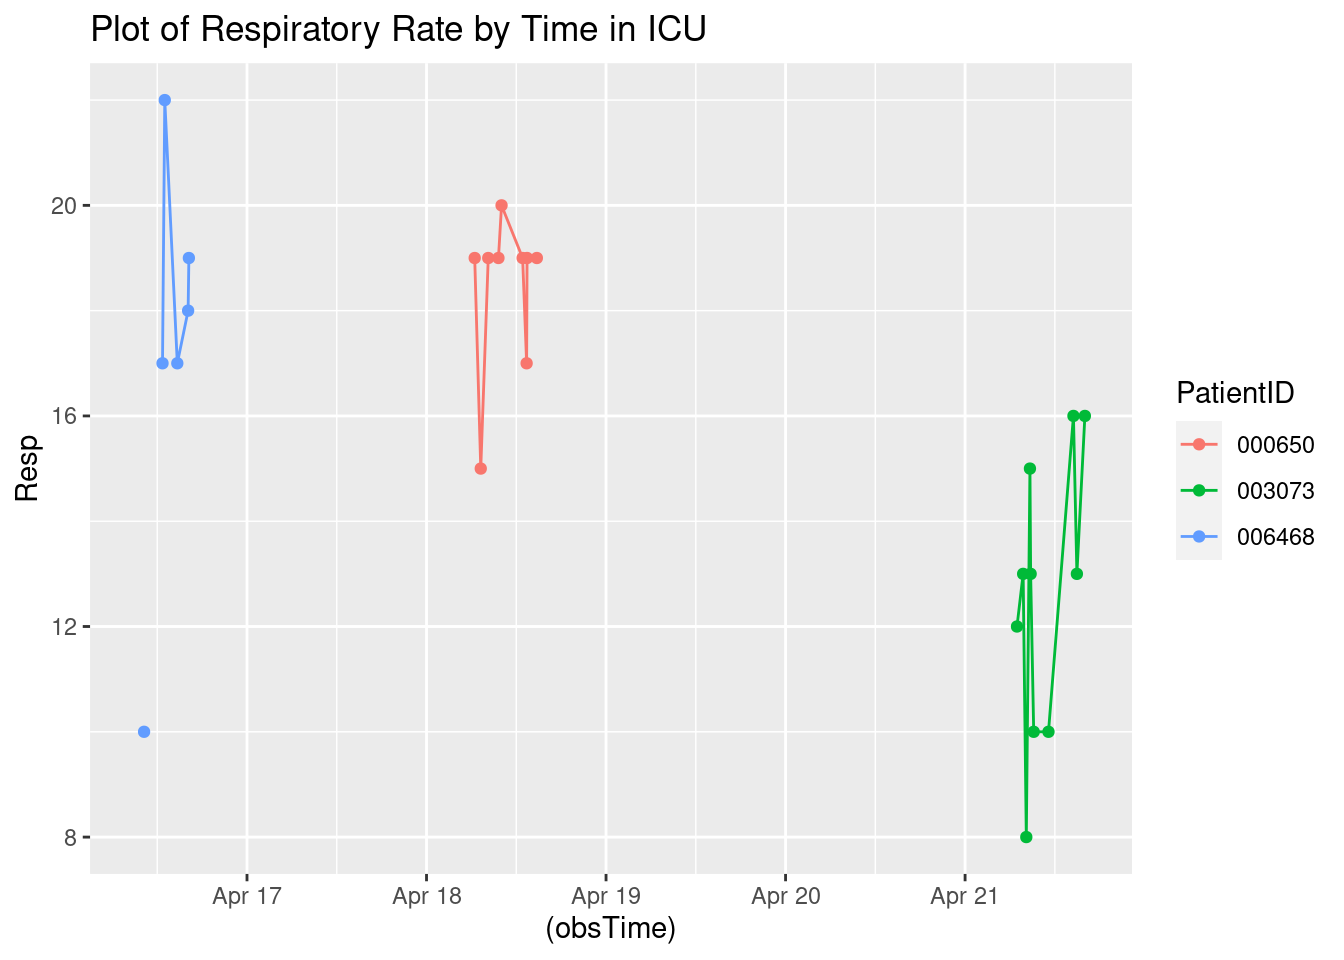 Plot of Respiratory Rate by Time in ICU
Resp
20
16
12
8
Apr 17
Apr 18
Apr 19
Apr 20
Apr 21
(obsTime)
PatientID
000650
003073
006468